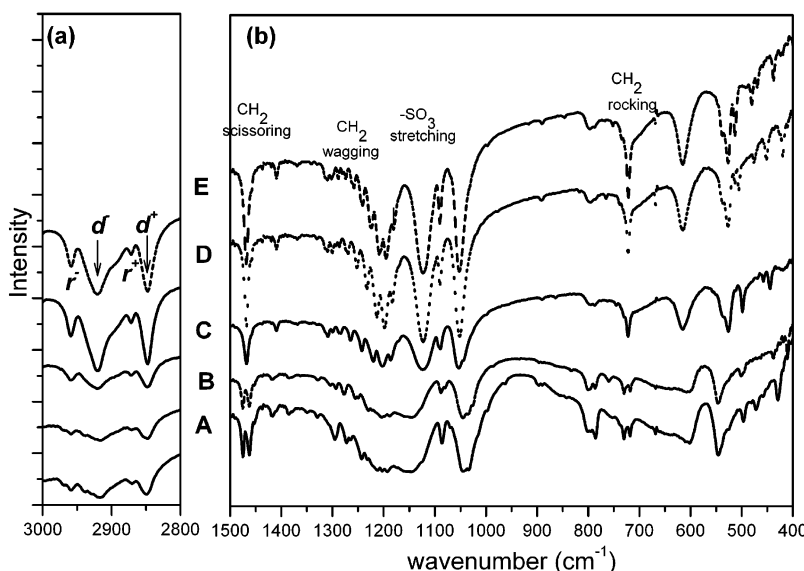 (a)
(b)
CH2
scissoring
CH2
wagging
-SO3
stretching
CH2
rocking
E
D
C
B
A
d-
d+
r-
r+
Intensity
3000 2900 2800
1500 1400 1300 1200 1100 1000 900 800 700 600 500 400
wavenumber (cm-1)